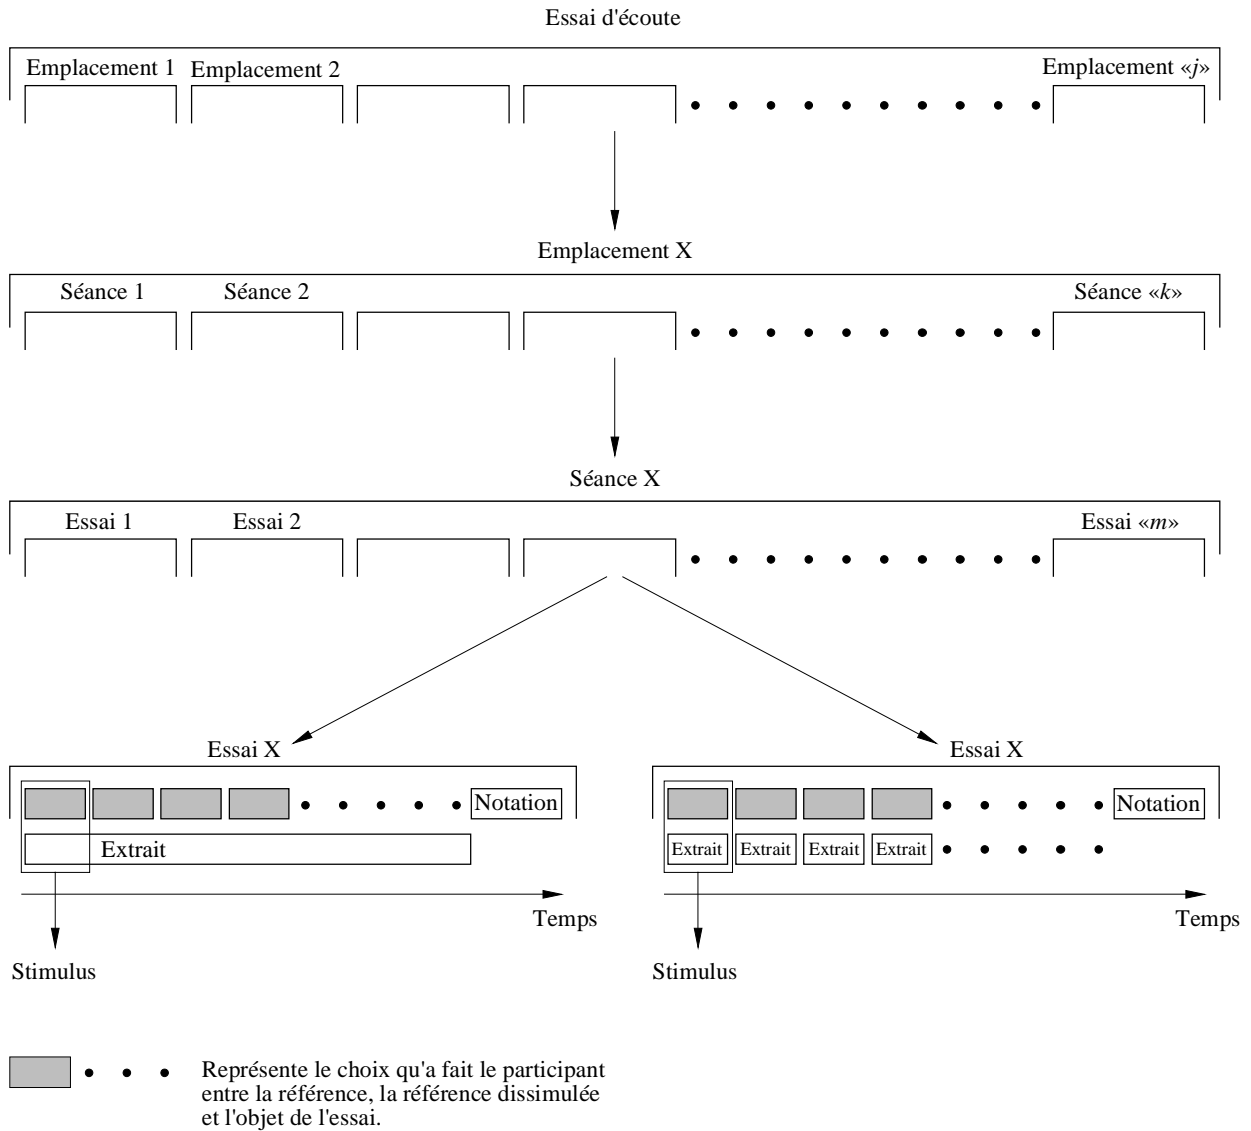 Essai d'écoute
Emplacement 1 Emplacement 2 Emplacement «j»
Emplacement X
Séance 1 Séance 2 Séance «k»
Séance X
Essai 1 Essai 2 Essai «m»
Essai X Essai X
Notation Notation
Extrait Extrait Extrait Extrait Extrait
Temps Temps
Stimulus Stimulus
Représente le choix qu'a fait le participant
entre la référence, la référence dissimulée
et l'objet de l'essai.